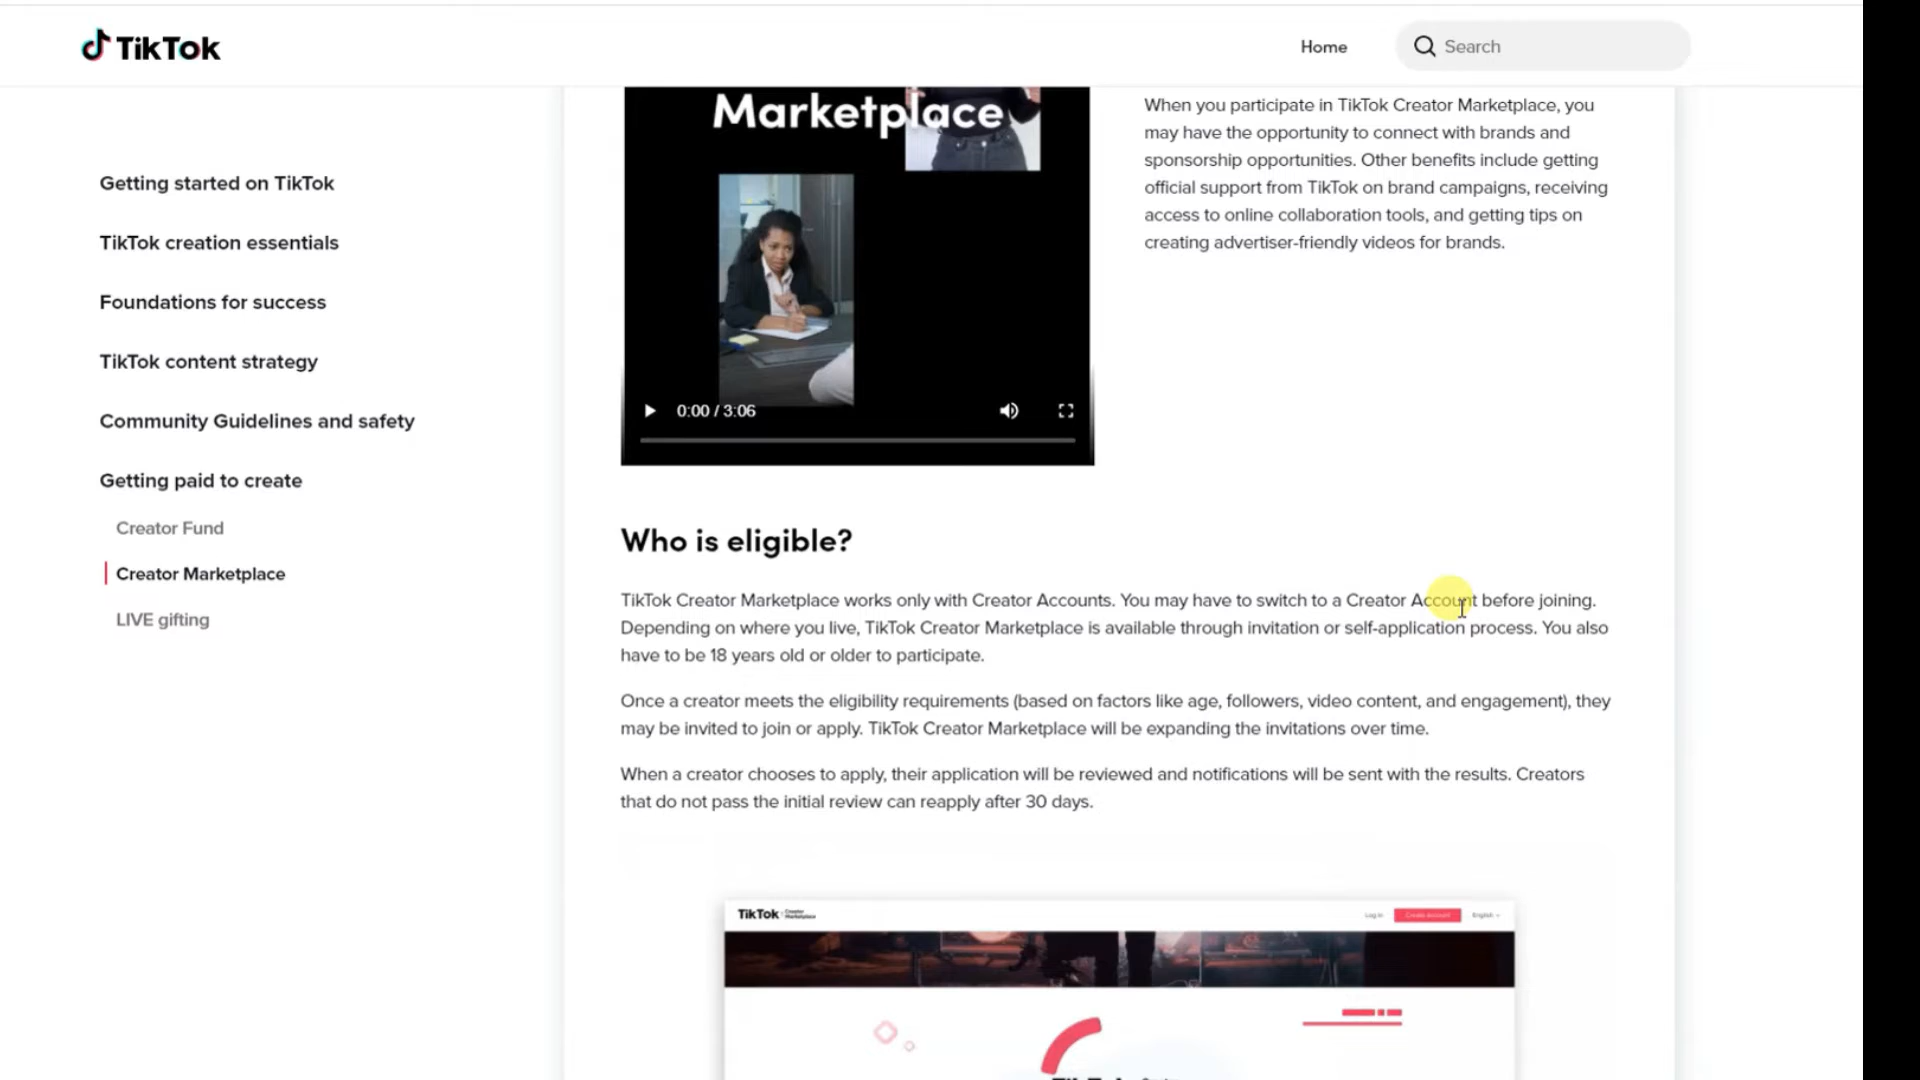 TikTok
Home
Search
Getting started on TikTok
TikTok creation essentials
Foundations for success
TikTok content strategy
Community Guidelines and safety
Getting paid to create
Creator Fund
Creator Marketplace
LIVE gifting
Marketplace
0:00 / 3:06
When you participate in TikTok Creator Marketplace, you
may have the opportunity to connect with brands and
sponsorship opportunities. Other benefits include getting
official support from TikTok on brand campaigns, receiving
access to online collaboration tools, and getting tips on
creating advertiser-friendly videos for brands.
Who is eligible?
TikTok Creator Marketplace works only with Creator Accounts. You may have to switch to a Creator Account before joining.
Depending on where you live, TikTok Creator Marketplace is available through invitation or self-application process. You also
have to be 18 years old or older to participate.
Once a creator meets the eligibility requirements (based on factors like age, followers, video content, and engagement), they
may be invited to join or apply. TikTok Creator Marketplace will be expanding the invitations over time.
When a creator chooses to apply, their application will be reviewed and notifications will be sent with the results. Creators
that do not pass the initial review can reapply after 30 days.
TikTok Creator Marketplace
Log in
Create account
English